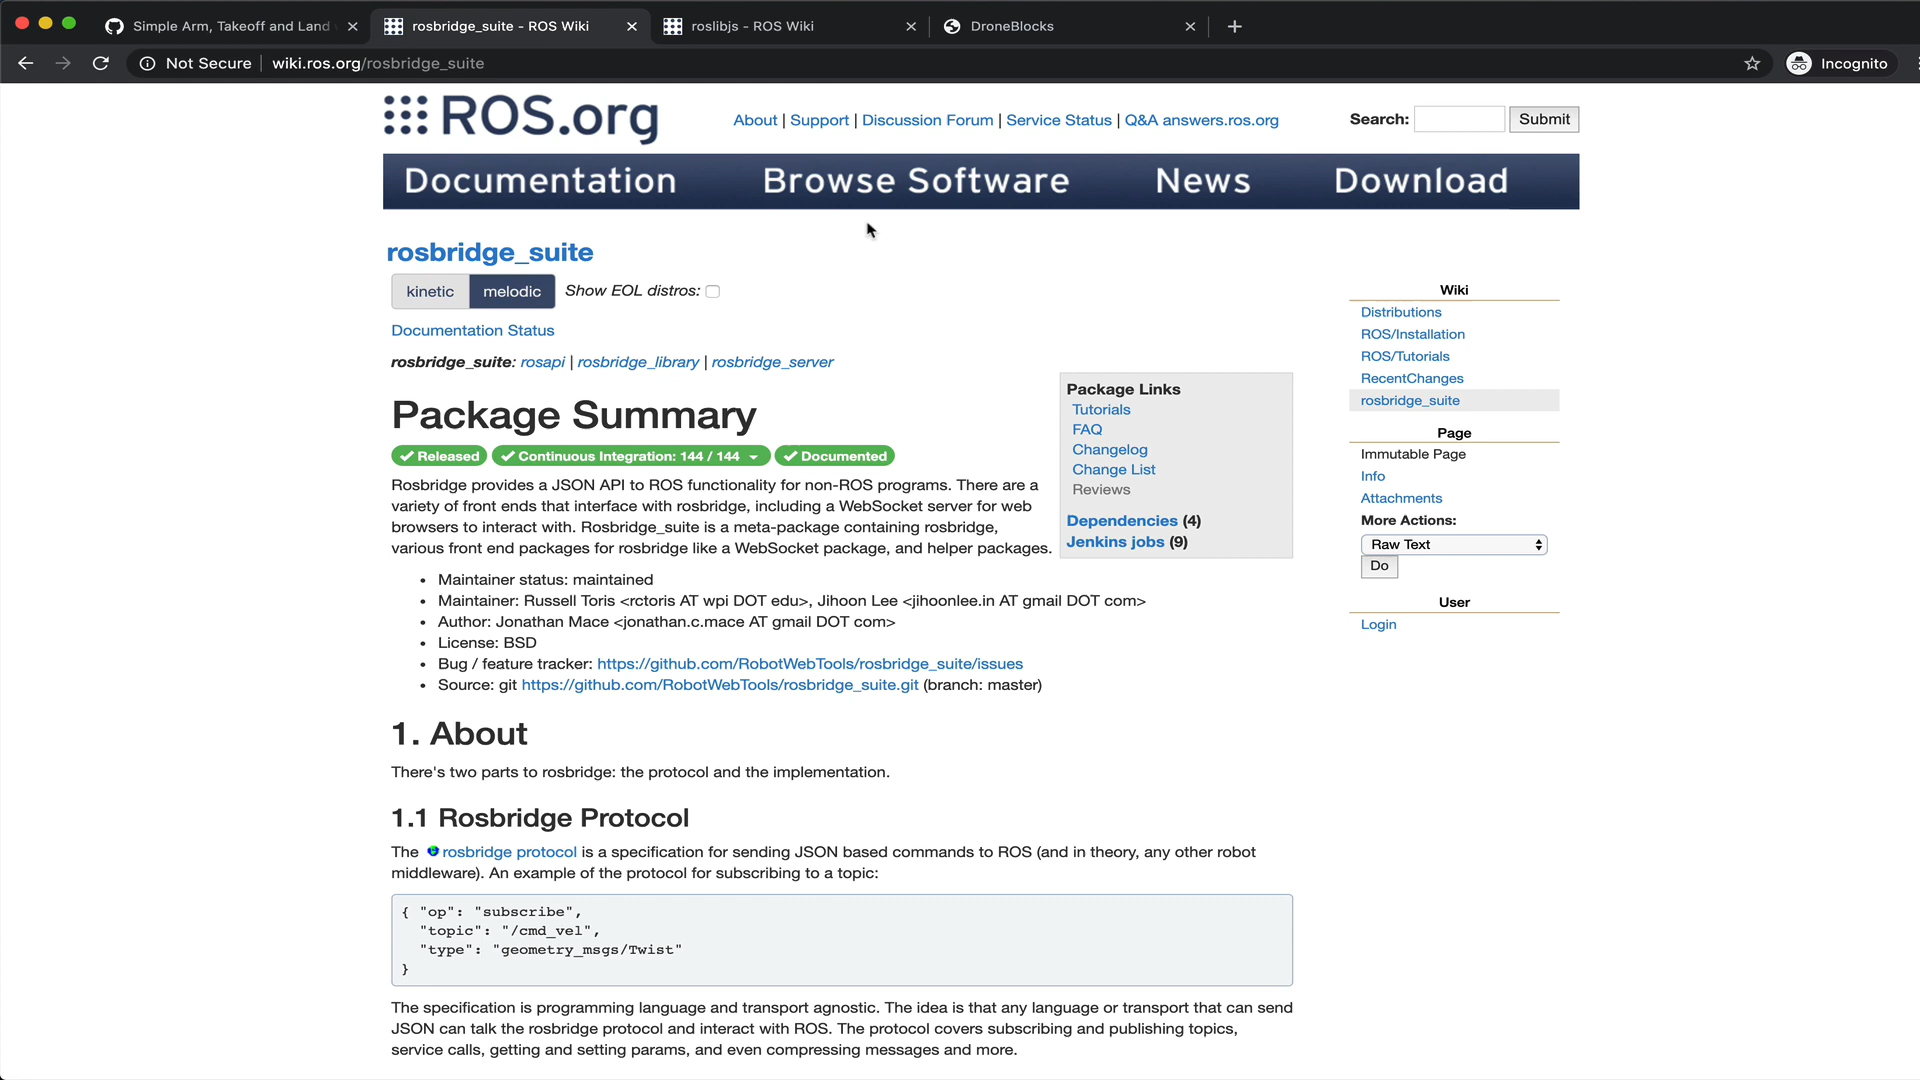 Simple Arm, Takeoff and Land
rosbridge_suite - ROS Wiki
roslibjs - ROS Wiki
DroneBlocks
Not Secure
wiki.ros.org/rosbridge_suite
Incognito
ROS.org
About | Support | Discussion Forum | Service Status | Q&A answers.ros.org
Search:
Submit
Documentation
Browse Software
News
Download
rosbridge_suite
kinetic
melodic
Show EOL distros:
Documentation Status
rosbridge_suite: rosapi | rosbridge_library | rosbridge_server
Package Summary
Released
Continuous Integration: 144 / 144
Documented
Rosbridge provides a JSON API to ROS functionality for non-ROS programs. There are a
variety of front ends that interface with rosbridge, including a WebSocket server for web
browsers to interact with. Rosbridge_suite is a meta-package containing rosbridge,
various front end packages for rosbridge like a WebSocket package, and helper packages.
• Maintainer status: maintained
• Maintainer: Russell Toris <rctoris AT wpi DOT edu>, Jihoon Lee <jihoonlee.in AT gmail DOT com>
• Author: Jonathan Mace <jonathan.c.mace AT gmail DOT com>
• License: BSD
• Bug / feature tracker: https://github.com/RobotWebTools/rosbridge_suite/issues
• Source: git https://github.com/RobotWebTools/rosbridge_suite.git (branch: master)
Package Links
Tutorials
FAQ
Changelog
Change List
Reviews
Dependencies (4)
Jenkins jobs (9)
1. About
There's two parts to rosbridge: the protocol and the implementation.
1.1 Rosbridge Protocol
The rosbridge protocol is a specification for sending JSON based commands to ROS (and in theory, any other robot
middleware). An example of the protocol for subscribing to a topic:
{ "op": "subscribe",
"topic": "/cmd_vel",
"type": "geometry_msgs/Twist"
}
The specification is programming language and transport agnostic. The idea is that any language or transport that can send
JSON can talk the rosbridge protocol and interact with ROS. The protocol covers subscribing and publishing topics,
service calls, getting and setting params, and even compressing messages and more.
Wiki
Distributions
ROS/Installation
ROS/Tutorials
RecentChanges
rosbridge_suite
Page
Immutable Page
Info
Attachments
More Actions:
Raw Text
Do
User
Login